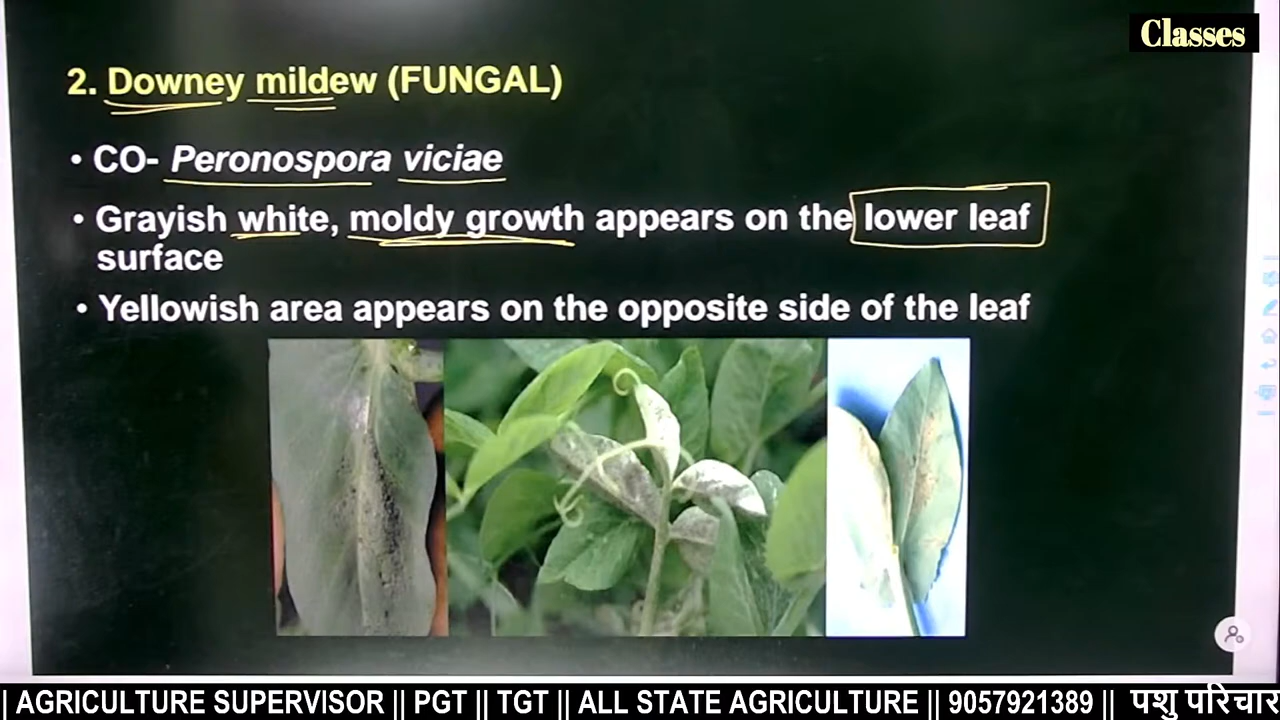 Classes
2. Downey mildew (FUNGAL)
• CO- Peronospora viciae
• Grayish white, moldy growth appears on the lower leaf
surface
• Yellowish area appears on the opposite side of the leaf
|| AGRICULTURE SUPERVISOR || PGT || TGT || ALL STATE AGRICULTURE || 9057921389 || पशु परिचार